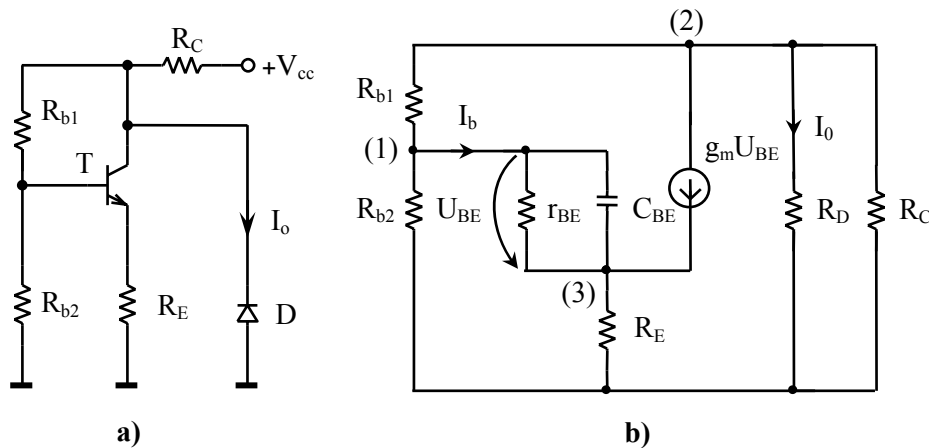 R_C
+V_cc
R_b1
T
I_o
R_b2
R_E
D
a)
(2)
R_b1
I_b
(1)
g_mU_BE
I_0
R_b2
U_BE
r_BE
C_BE
R_D
R_C
(3)
R_E
b)